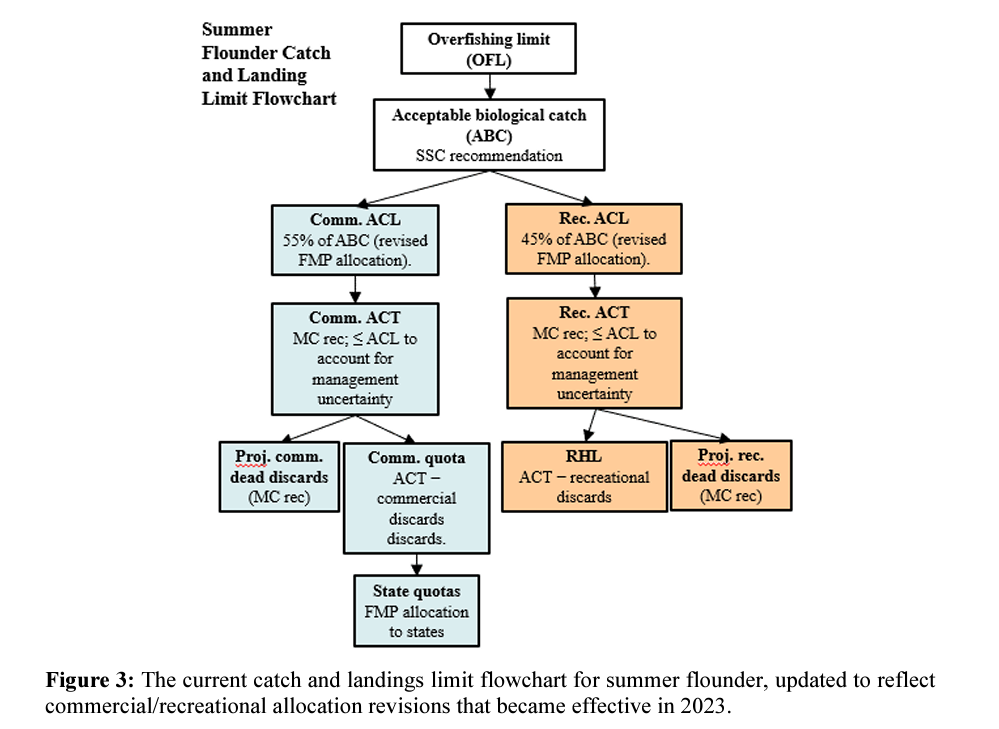 Summer
Flounder Catch
and Landing
Limit Flowchart
Overfishing limit
(OFL)
Acceptable biological catch
(ABC)
SSC recommendation
Comm. ACL
55% of ABC (revised
FMP allocation).
Rec. ACL
45% of ABC (revised
FMP allocation).
Comm. ACT
MC rec; ≤ ACL to
account for
management
uncertainty
Rec. ACT
MC rec; ≤ ACL to
account for
management
uncertainty
Proj. comm.
dead discards
(MC rec)
Comm. quota
ACT –
commercial
discards
discards.
RHL
ACT – recreational
discards
Proj. rec.
dead discards
(MC rec)
State quotas
FMP allocation
to states
Figure 3: The current catch and landings limit flowchart for summer flounder, updated to reflect
commercial/recreational allocation revisions that became effective in 2023.